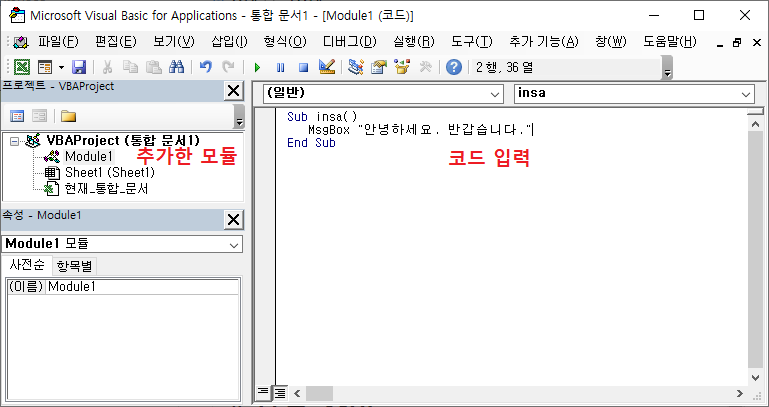 Microsoft Visual Basic for Applications - 통합 문서1 - [Module1 (코드)]
파일(F) 편집(E) 보기(V) 삽입(I) 형식(O) 디버그(D) 실행(R) 도구(T) 추가 기능(A) 창(W) 도움말(H)
2 행, 36 열
프로젝트 - VBAProject
VBAProject (통합 문서1)
Module1
추가한 모듈
Sheet1 (Sheet1)
현재_통합_문서
속성 - Module1
Module1 모듈
사전순 항목별
(이름) Module1
(일반) insa
Sub insa()
MsgBox "안녕하세요. 반갑습니다."
End Sub
코드 입력